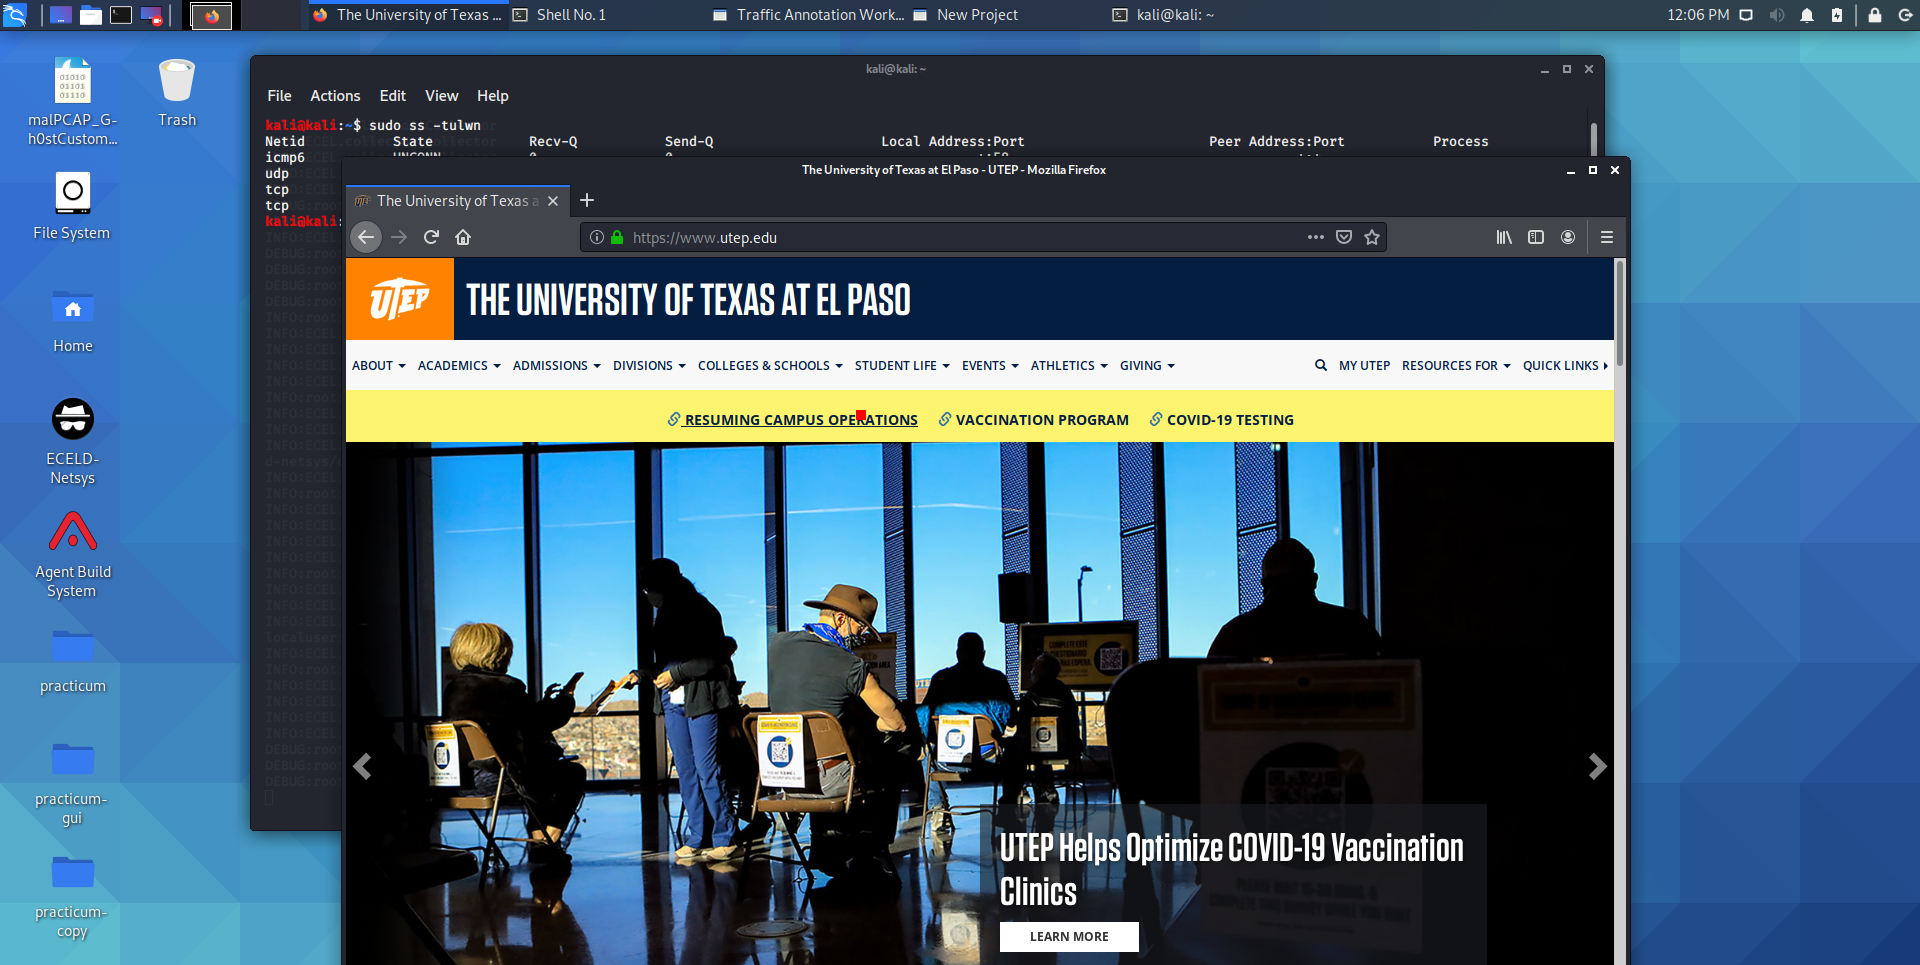 The University of Texas ...
Shell No. 1
Traffic Annotation Work...
New Project
kali@kali: ~
12:06 PM
malPCAP_G-
h0stCustom...
Trash
File System
Home
ECELD-
Netsys
Agent Build
System
practicum
practicum-
gui
practicum-
copy
kali@kali: ~
File Actions Edit View Help
kali@kali:~$ sudo ss -tulwn
Netid State Recv-Q Send-Q Local Address:Port Peer Address:Port Process
icmp6 UNCONN
udp
tcp
tcp
kali@kali:
The University of Texas at El Paso - UTEP - Mozilla Firefox
The University of Texas a
https://www.utep.edu
UTEP
THE UNIVERSITY OF TEXAS AT EL PASO
ABOUT ACADEMICS ADMISSIONS DIVISIONS COLLEGES & SCHOOLS STUDENT LIFE EVENTS ATHLETICS GIVING MY UTEP RESOURCES FOR QUICK LINKS
RESUMING CAMPUS OPERATIONS VACCINATION PROGRAM COVID-19 TESTING
UTEP Helps Optimize COVID-19 Vaccination
Clinics
LEARN MORE